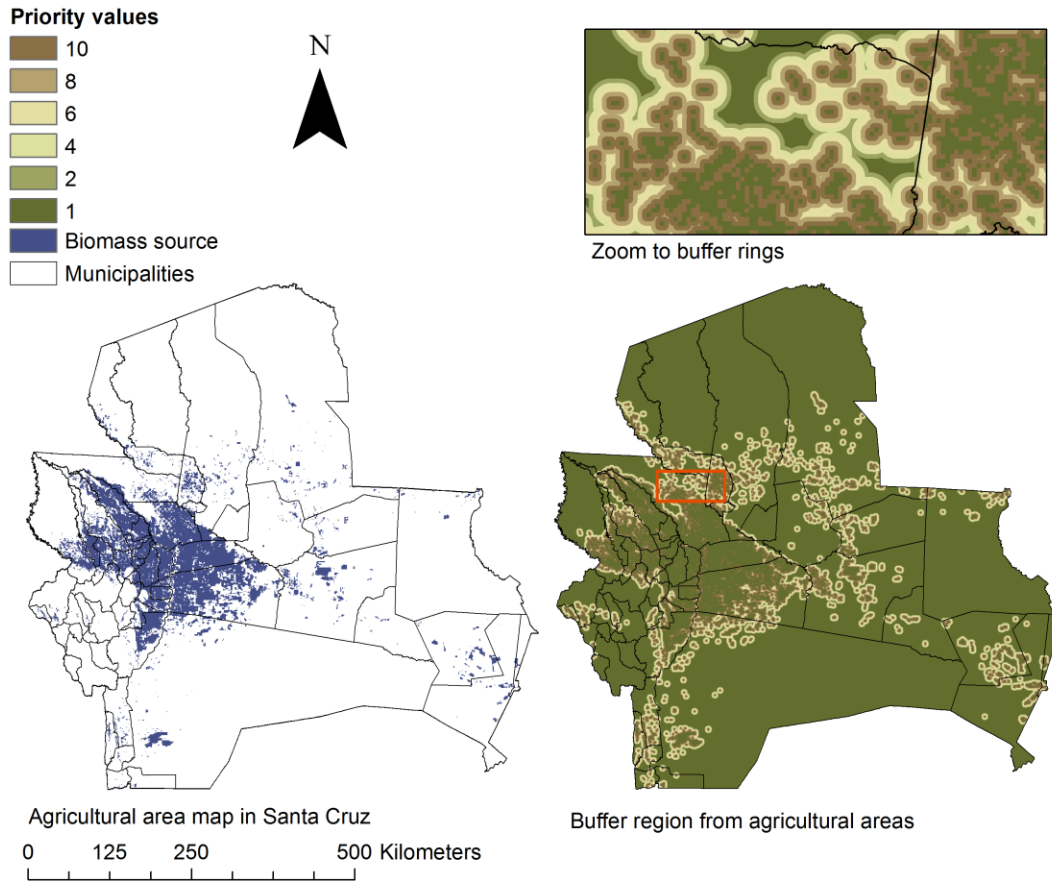 Priority values
10
8
6
4
2
1
Biomass source
Municipalities
N
Zoom to buffer rings
Agricultural area map in Santa Cruz
Buffer region from agricultural areas
0 125 250 500 Kilometers